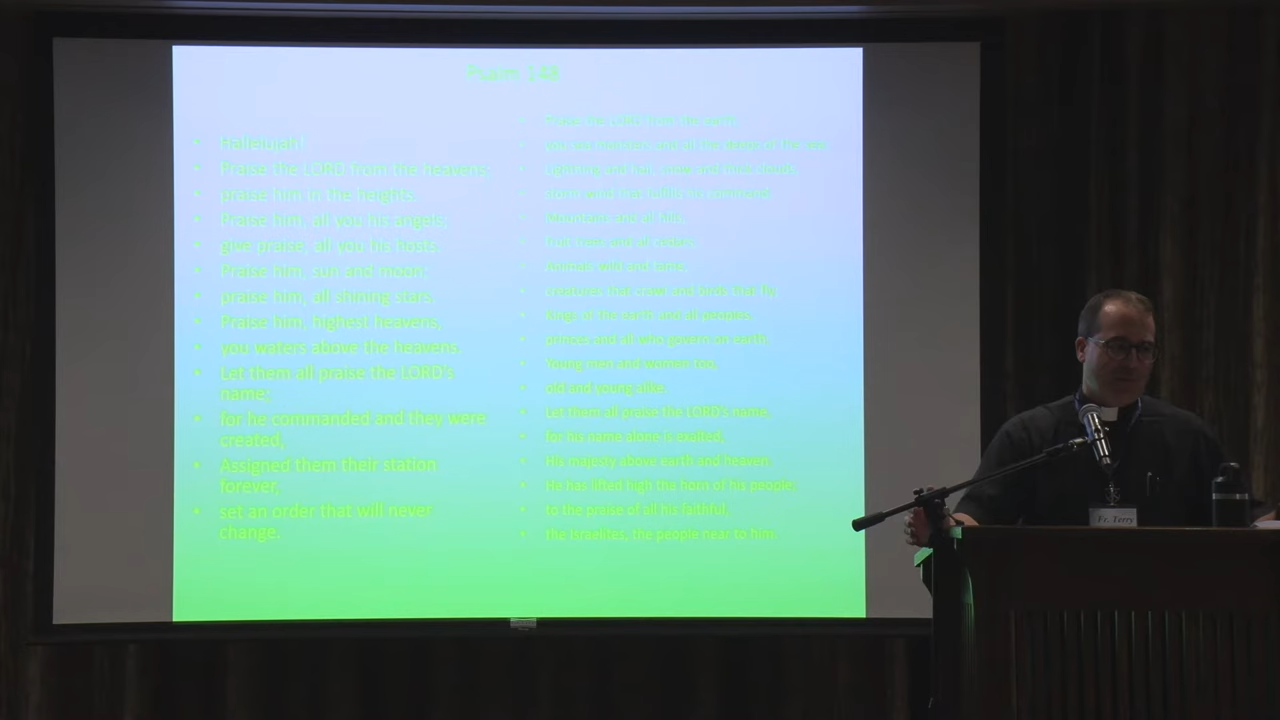 Psalm 148
Hallelujah!
Praise the LORD from the heavens;
praise him in the heights.
Praise him, all you his angels;
give praise, all you his hosts.
Praise him, sun and moon;
praise him, all shining stars.
Praise him, highest heavens,
you waters above the heavens.
Let them all praise the LORD's
name;
for he commanded and they were
created,
Assigned them their station
forever,
set an order that will never
change.
Praise the LORD from the earth,
you sea monsters and all the deeps of the sea;
Lightning and hail, snow and thick clouds,
storm wind that fulfills his command;
Mountains and all hills,
fruit trees and all cedars;
Animals wild and tame,
creatures that crawl and birds that fly;
Kings of the earth and all peoples,
princes and all who govern on earth;
Young men and women too,
old and young alike.
Let them all praise the LORD's name,
for his name alone is exalted,
His majesty above earth and heaven.
He has lifted high the horn of his people;
to the praise of all his faithful,
the Israelites, the people near to him.
Fr. Terry